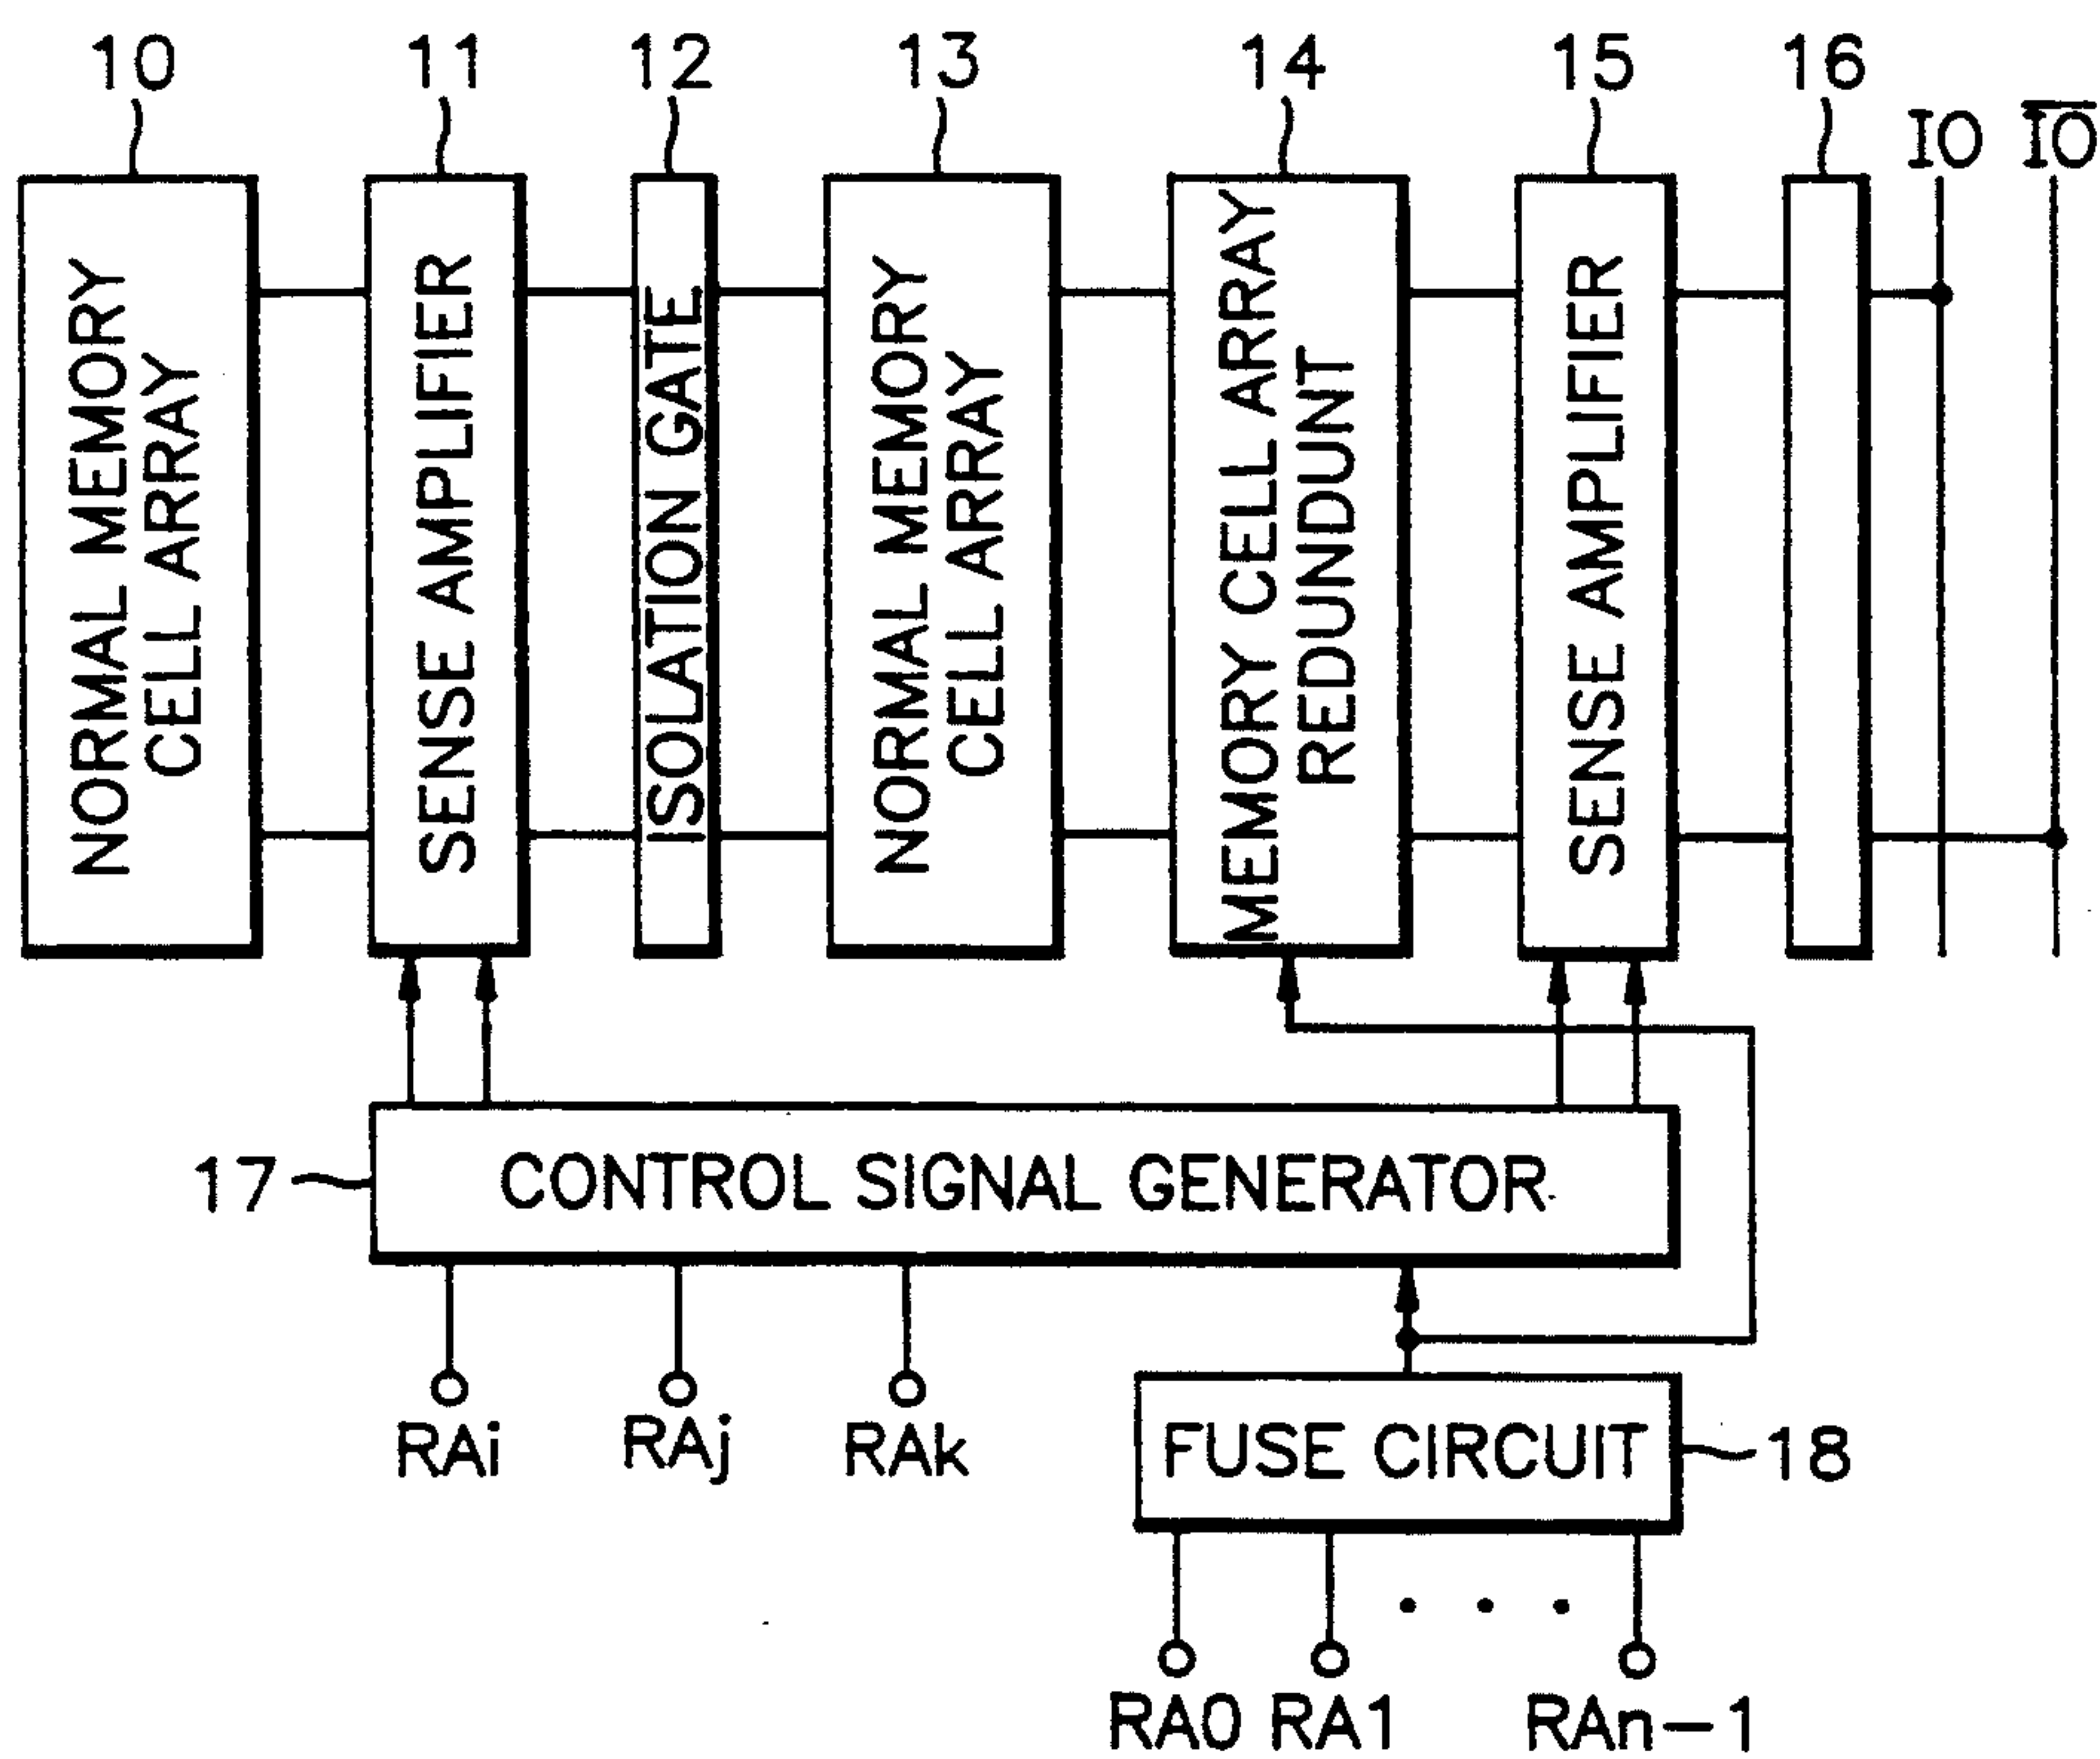 10
11
12
13
14
15
16
IO
I̅O̅
NORMAL MEMORY
CELL ARRAY
SENSE AMPLIFIER
ISOLATION GATE
NORMAL MEMORY
CELL ARRAY
MEMORY CELL ARRAY
REDUNDUNT
SENSE AMPLIFIER
17
CONTROL SIGNAL GENERATOR
RAi
RAj
RAk
FUSE CIRCUIT
18
RA0
RA1
. . .
RAn-1